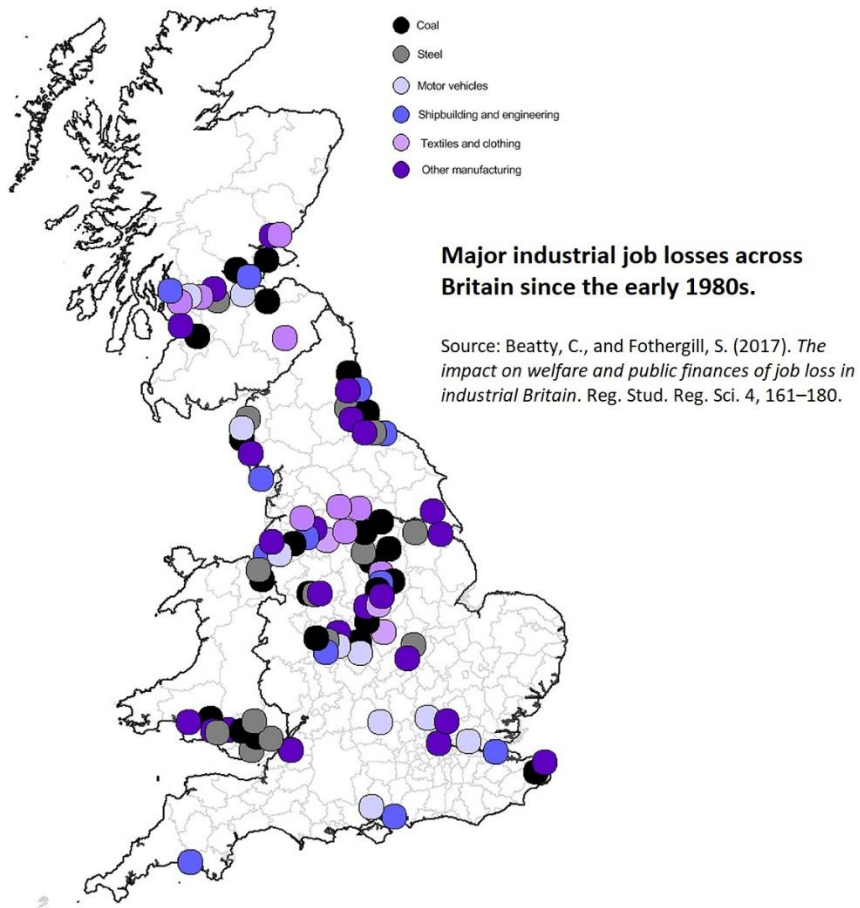 Coal
Steel
Motor vehicles
Shipbuilding and engineering
Textiles and clothing
Other manufacturing
Major industrial job losses across
Britain since the early 1980s.
Source: Beatty, C., and Fothergill, S. (2017). The
impact on welfare and public finances of job loss in
industrial Britain. Reg. Stud. Reg. Sci. 4, 161–180.